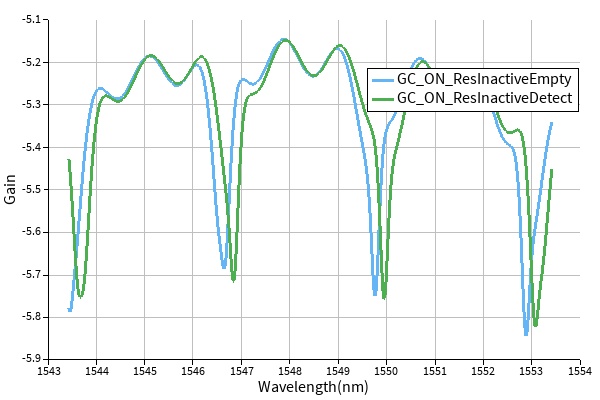 -5.1
-5.2
-5.3
-5.4
-5.5
-5.6
-5.7
-5.8
-5.9
Gain
GC_ON_ResInactiveEmpty
GC_ON_ResInactiveDetect
1543 1544 1545 1546 1547 1548 1549 1550 1551 1552 1553 1554
Wavelength(nm)